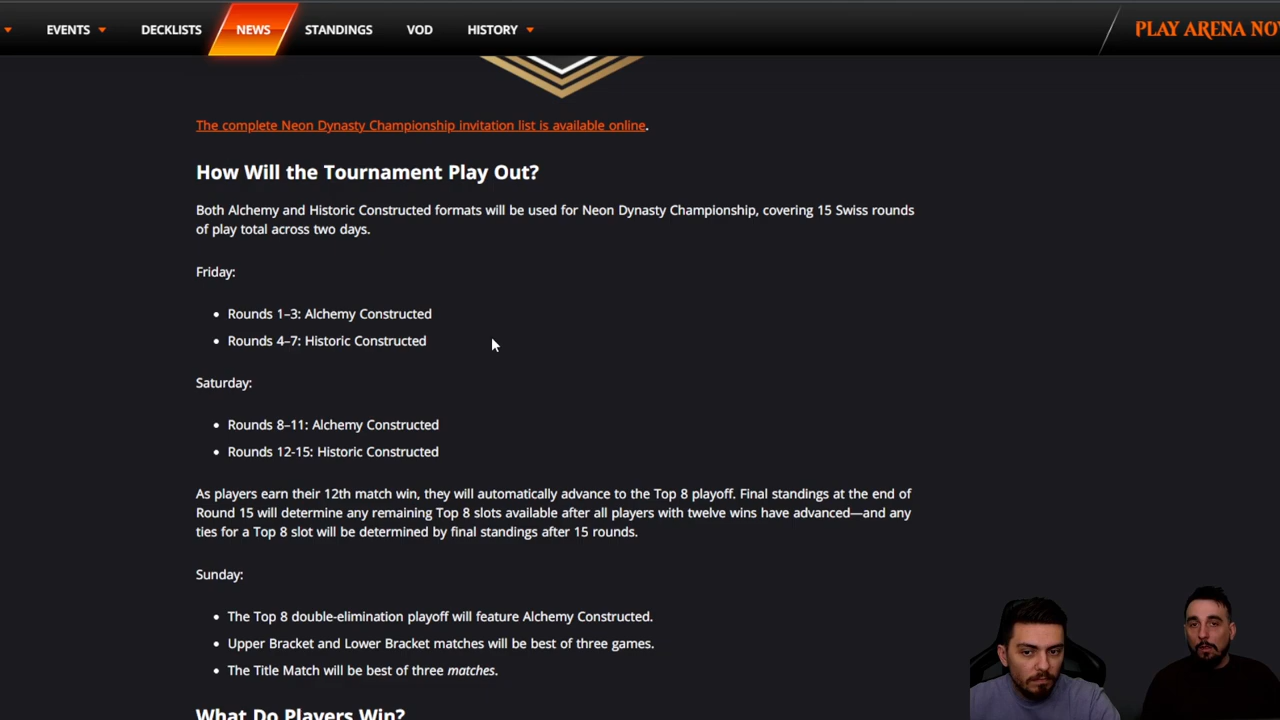 EVENTS DECKLISTS NEWS STANDINGS VOD HISTORY PLAY ARENA NO
The complete Neon Dynasty Championship invitation list is available online.
How Will the Tournament Play Out?
Both Alchemy and Historic Constructed formats will be used for Neon Dynasty Championship, covering 15 Swiss rounds
of play total across two days.
Friday:
• Rounds 1–3: Alchemy Constructed
• Rounds 4–7: Historic Constructed
Saturday:
• Rounds 8–11: Alchemy Constructed
• Rounds 12-15: Historic Constructed
As players earn their 12th match win, they will automatically advance to the Top 8 playoff. Final standings at the end of
Round 15 will determine any remaining Top 8 slots available after all players with twelve wins have advanced—and any
ties for a Top 8 slot will be determined by final standings after 15 rounds.
Sunday:
• The Top 8 double-elimination playoff will feature Alchemy Constructed.
• Upper Bracket and Lower Bracket matches will be best of three games.
• The Title Match will be best of three matches.
What Do Players Win?